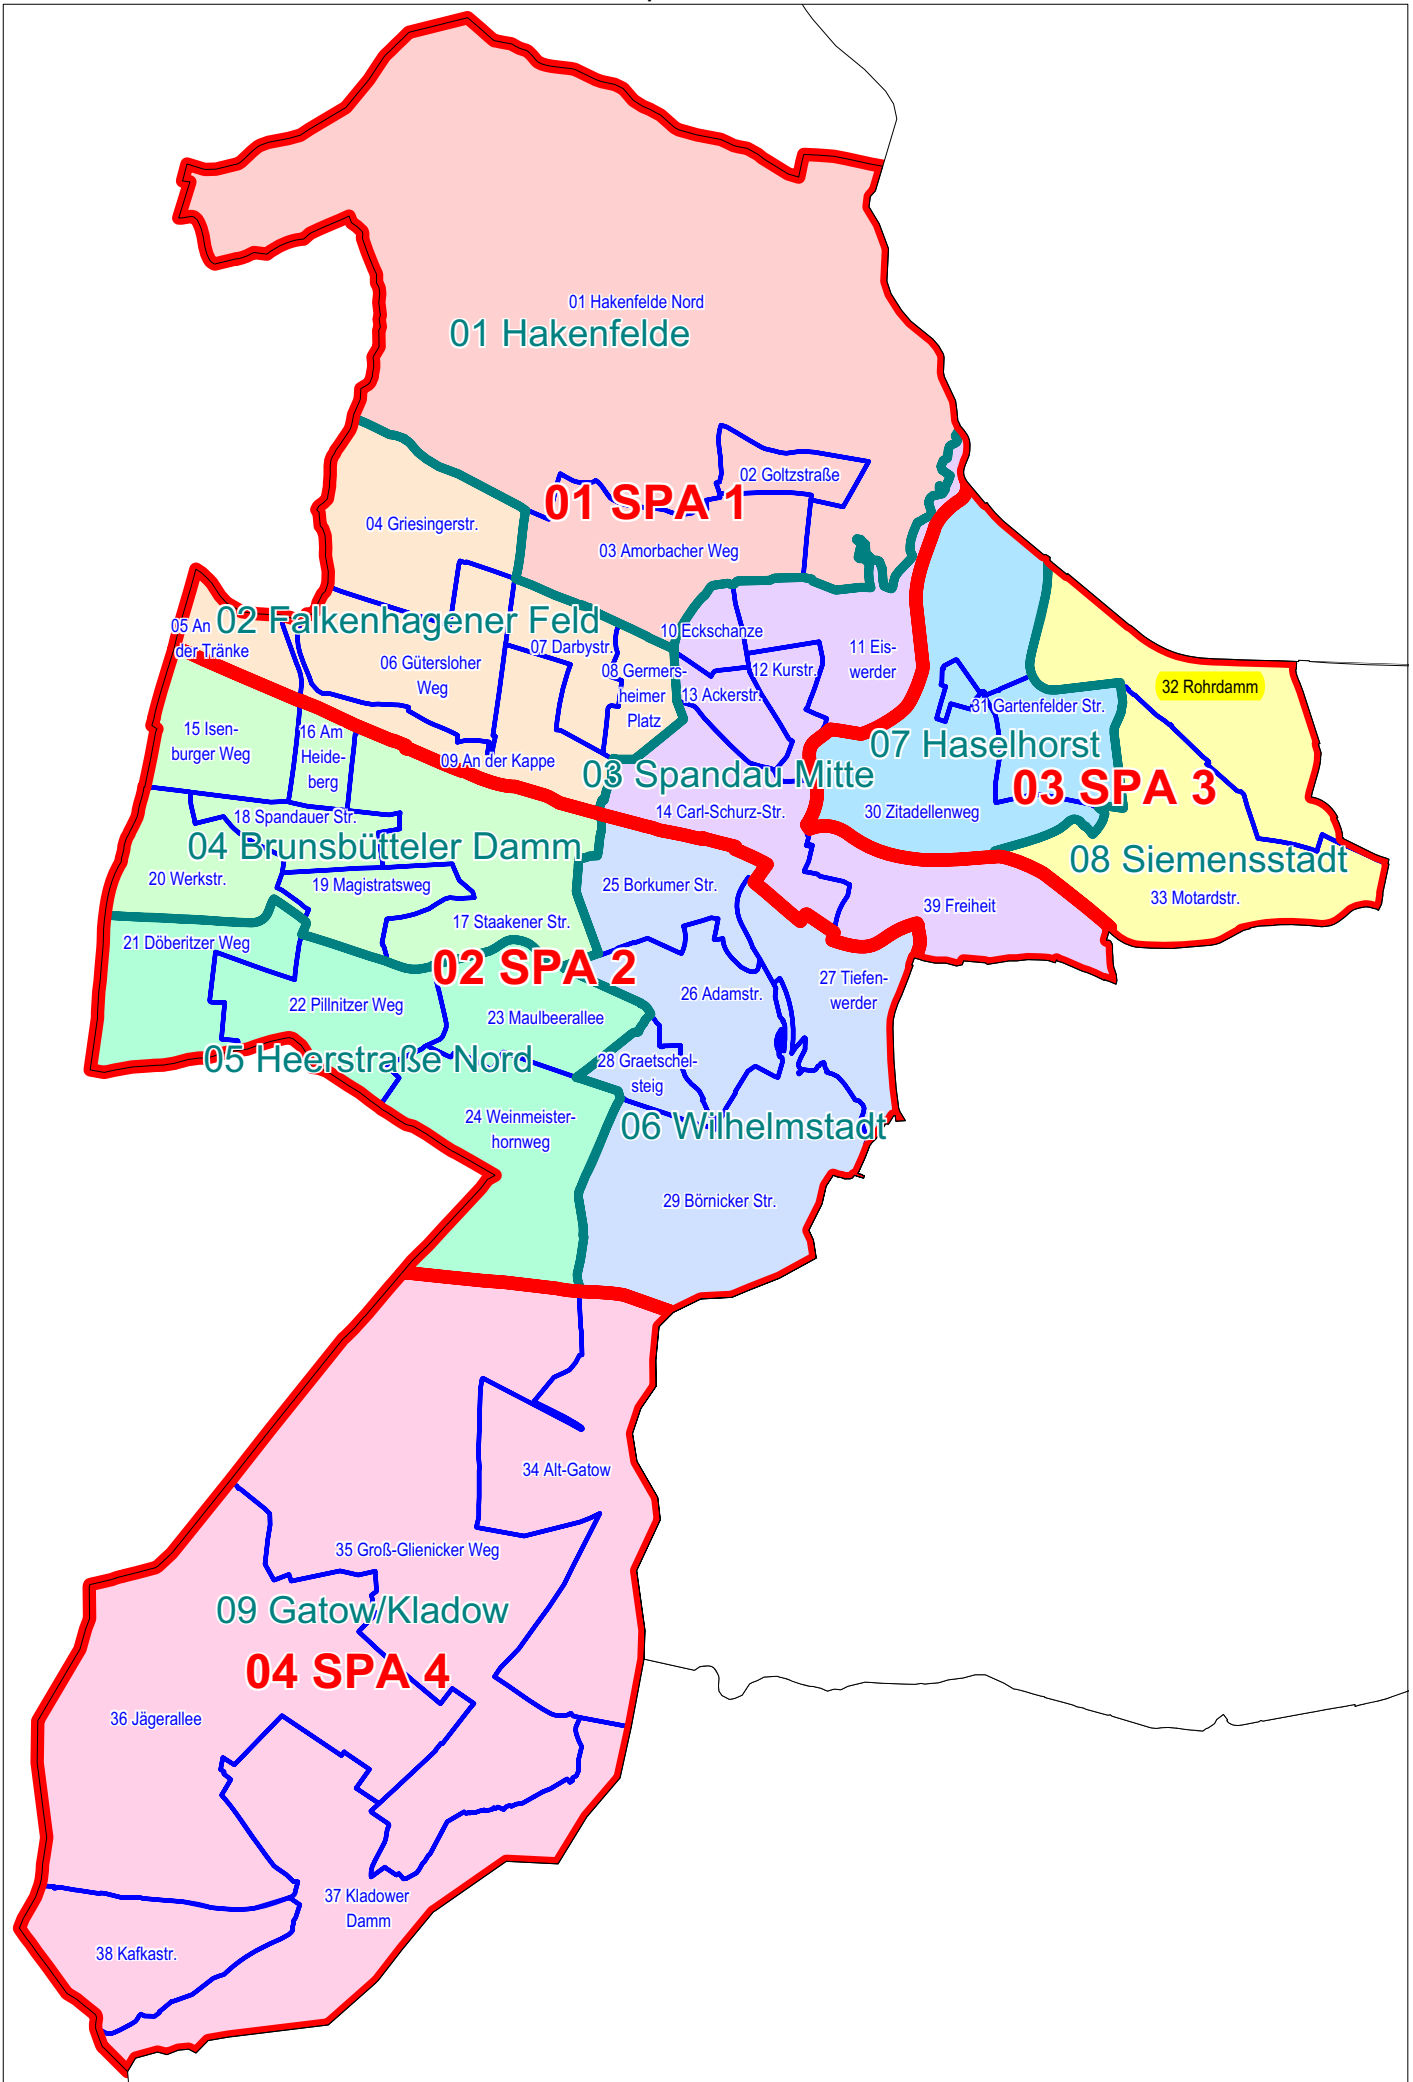 01 Hakenfelde Nord
01 Hakenfelde
02 Goltzstraße
01 SPA 1
04 Griesingerstr.
03 Amorbacher Weg
02 Falkenhagener Feld
05 An
der Tränke
10 Eckschanze
07 Darbystr.
11 Eis-
werder
06 Gütersloher
Weg
08 Germers-
heimer
Platz
12 Kurstr.
13 Ackerstr.
32 Rohrdamm
31 Gartenfelder Str.
15 Isen-
burger Weg
16 Am
Heide-
berg
07 Haselhorst
09 An der Kappe
03 Spandau Mitte
03 SPA 3
14 Carl-Schurz-Str.
30 Zitadellenweg
18 Spandauer Str.
04 Brunsbütteler Damm
08 Siemensstadt
20 Werkstr.
19 Magistratsweg
25 Borkumer Str.
33 Motardstr.
39 Freiheit
17 Staakener Str.
21 Döberitzer Weg
02 SPA 2
27 Tiefen-
werder
26 Adamstr.
22 Pillnitzer Weg
23 Maulbeerallee
05 Heerstraße Nord
28 Graetschel-
steig
24 Weinmeister-
hornweg
06 Wilhelmstadt
29 Börnicker Str.
34 Alt-Gatow
35 Groß-Glienicker Weg
09 Gatow/Kladow
04 SPA 4
36 Jägerallee
37 Kladower
Damm
38 Kafkastr.